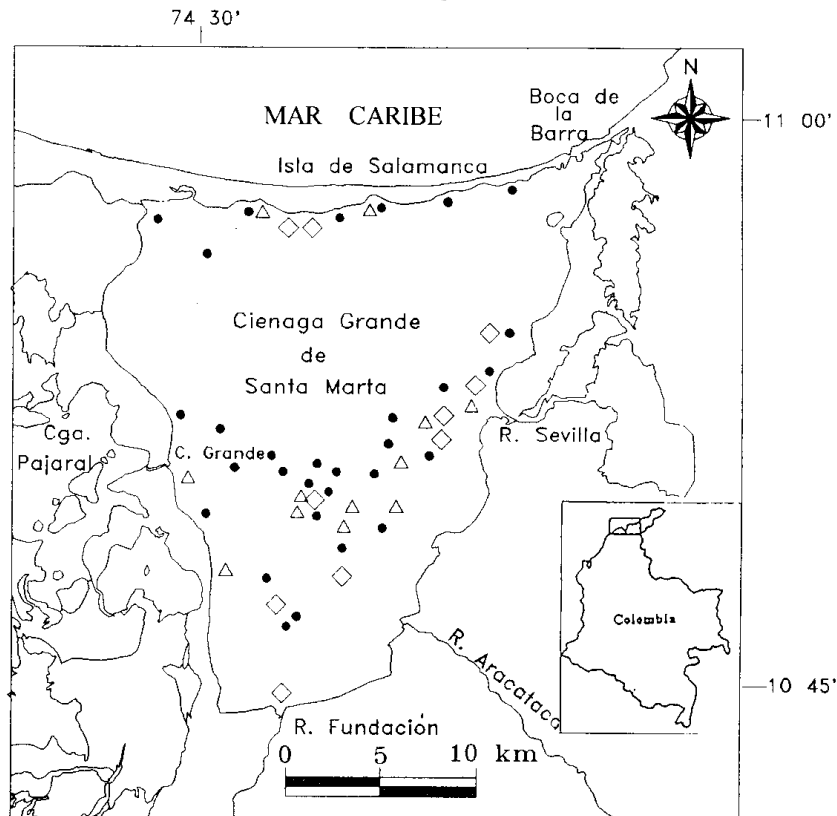 74 30'
N
MAR CARIBE
Boca de
la
Barra
11 00'
Isla de Salamanca
Cienaga Grande
de
Santa Marta
Cga.
Pajaral
C. Grande
R. Sevilla
Colombia
R. Aracataca
10 45'
R. Fundación
0 5 10 km